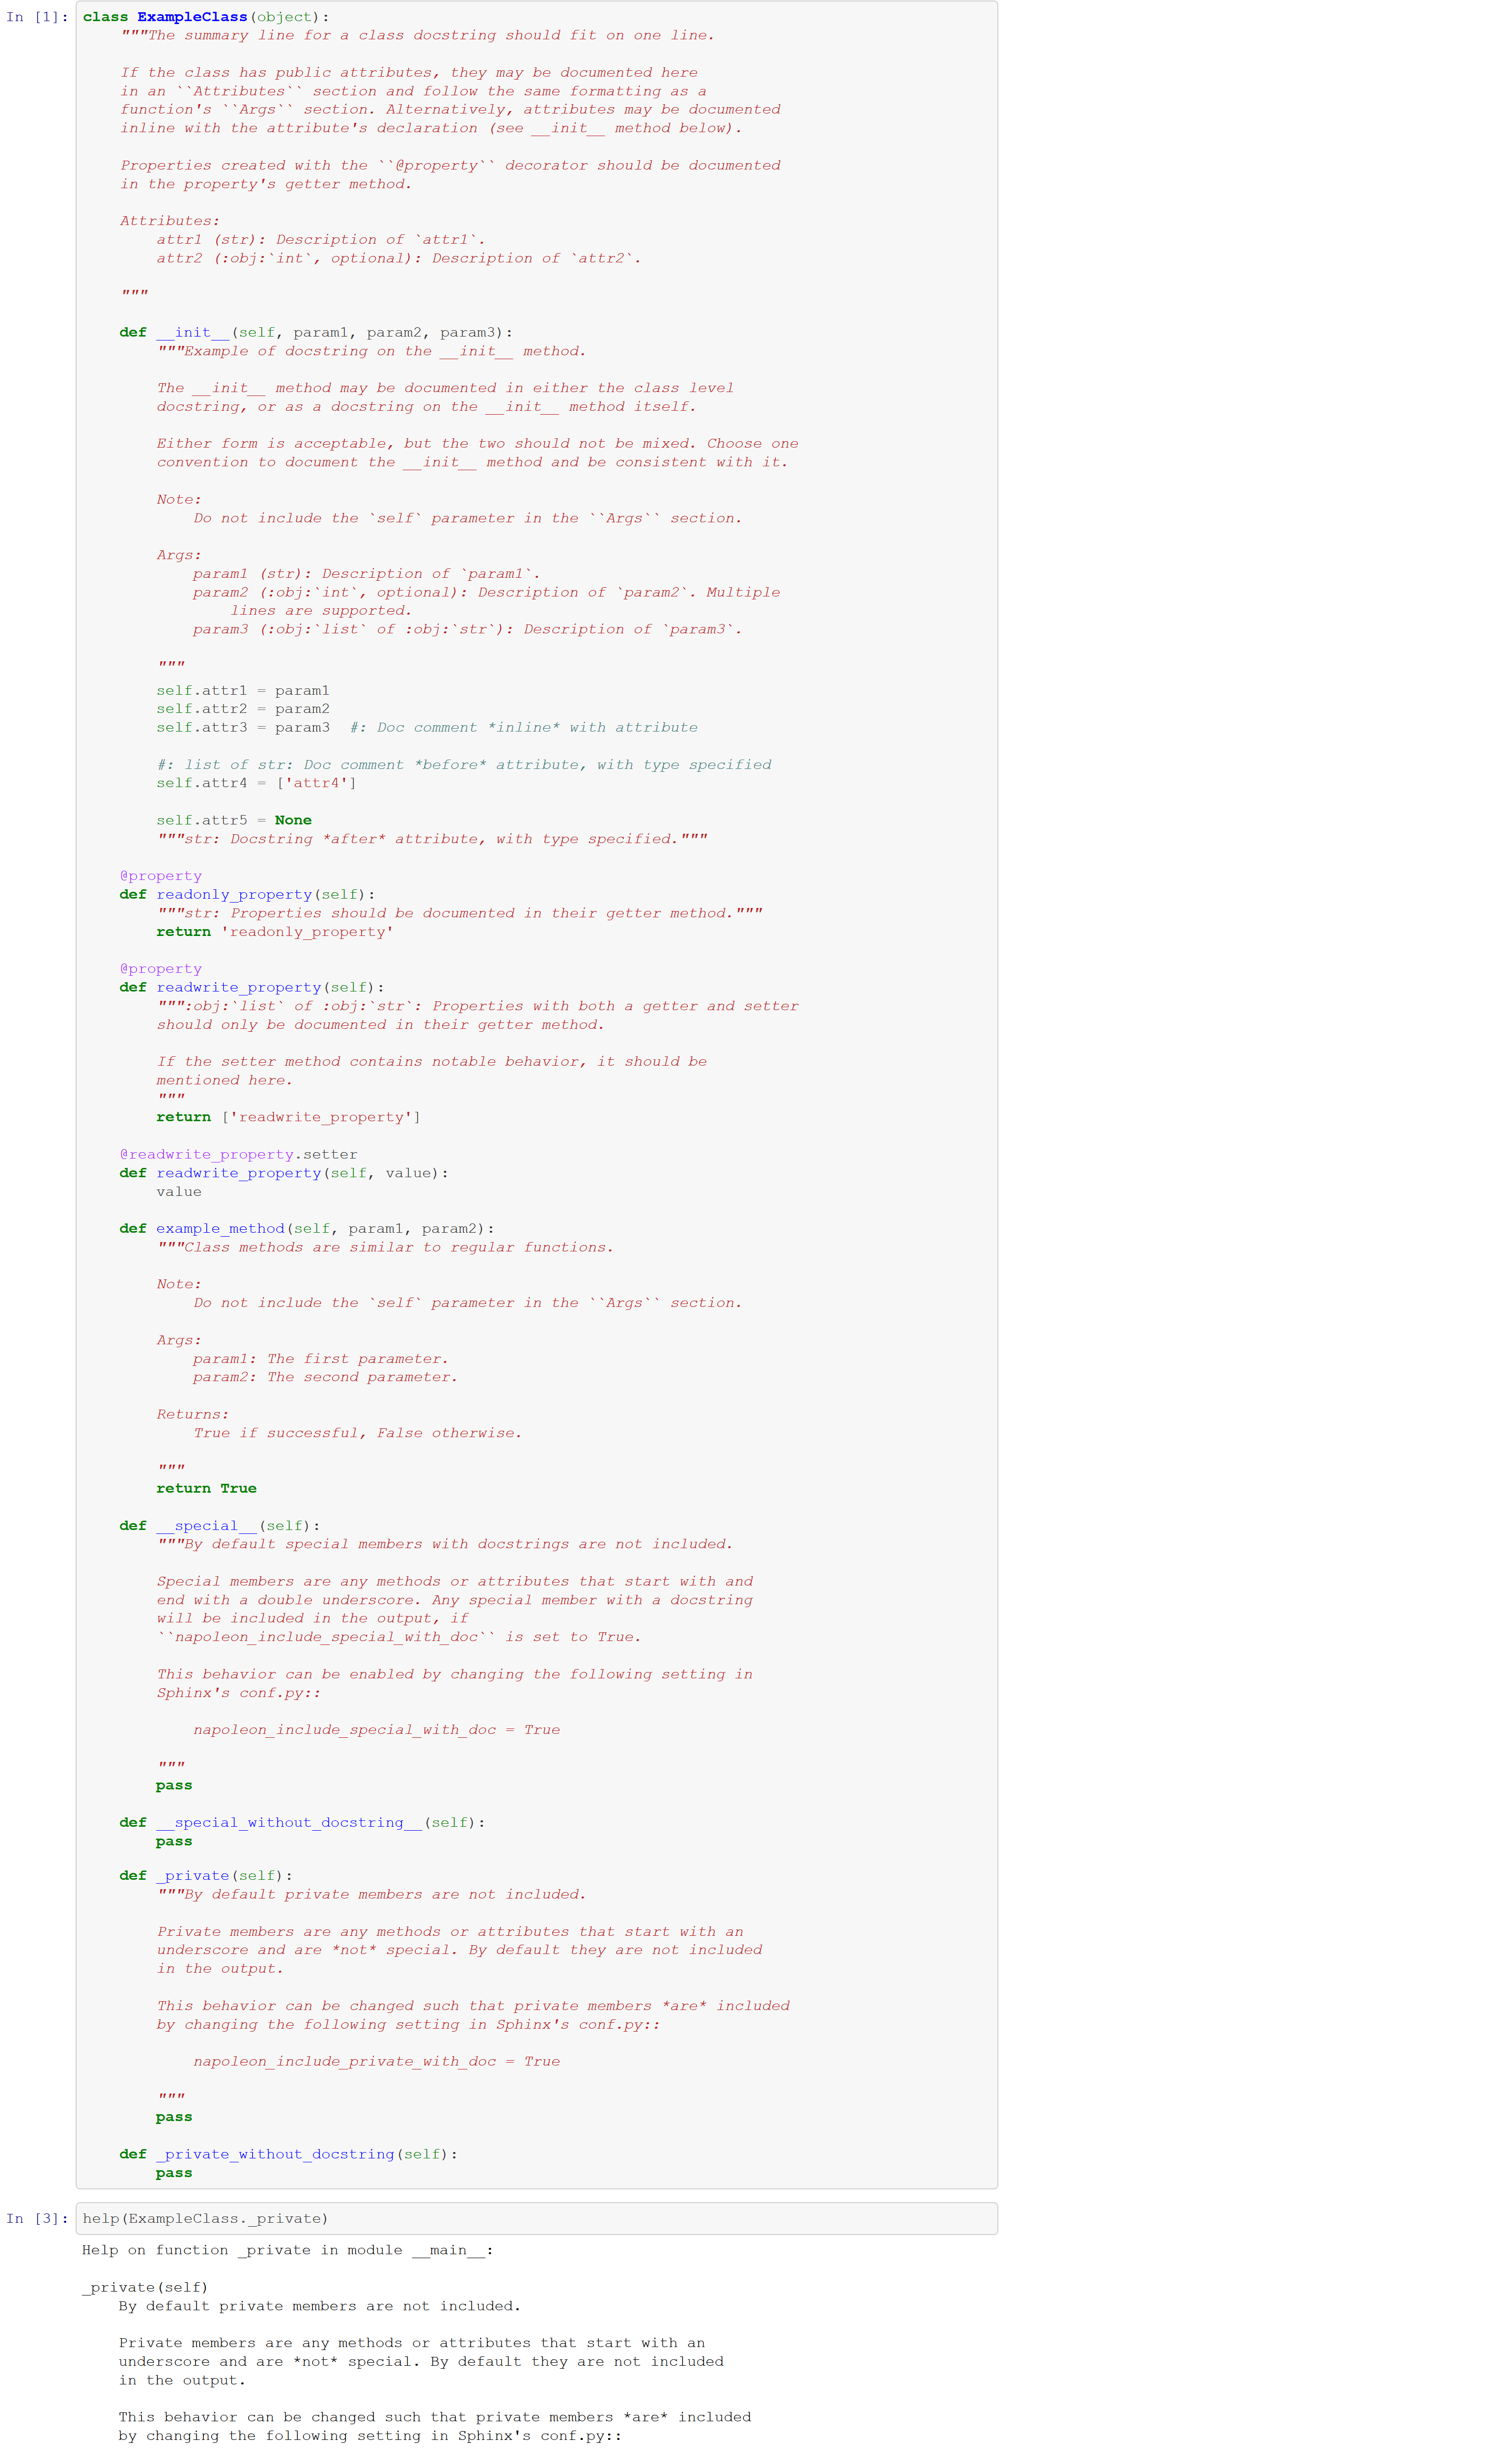 In [1]: class ExampleClass(object):
    """The summary line for a class docstring should fit on one line.

    If the class has public attributes, they may be documented here
    in an ``Attributes`` section and follow the same formatting as a
    function's ``Args`` section. Alternatively, attributes may be documented
    inline with the attribute's declaration (see __init__ method below).

    Properties created with the ``@property`` decorator should be documented
    in the property's getter method.

    Attributes:
        attr1 (str): Description of `attr1`.
        attr2 (:obj:`int`, optional): Description of `attr2`.

    """

    def __init__(self, param1, param2, param3):
        """Example of docstring on the __init__ method.

        The __init__ method may be documented in either the class level
        docstring, or as a docstring on the __init__ method itself.

        Either form is acceptable, but the two should not be mixed. Choose one
        convention to document the __init__ method and be consistent with it.

        Note:
            Do not include the `self` parameter in the ``Args`` section.

        Args:
            param1 (str): Description of `param1`.
            param2 (:obj:`int`, optional): Description of `param2`. Multiple
                lines are supported.
            param3 (:obj:`list` of :obj:`str`): Description of `param3`.

        """
        self.attr1 = param1
        self.attr2 = param2
        self.attr3 = param3  #: Doc comment *inline* with attribute

        #: list of str: Doc comment *before* attribute, with type specified
        self.attr4 = ['attr4']

        self.attr5 = None
        """str: Docstring *after* attribute, with type specified."""

    @property
    def readonly_property(self):
        """str: Properties should be documented in their getter method."""
        return 'readonly_property'

    @property
    def readwrite_property(self):
        """:obj:`list` of :obj:`str`: Properties with both a getter and setter
        should only be documented in their getter method.

        If the setter method contains notable behavior, it should be
        mentioned here.
        """
        return ['readwrite_property']

    @readwrite_property.setter
    def readwrite_property(self, value):
        value

    def example_method(self, param1, param2):
        """Class methods are similar to regular functions.

        Note:
            Do not include the `self` parameter in the ``Args`` section.

        Args:
            param1: The first parameter.
            param2: The second parameter.

        Returns:
            True if successful, False otherwise.

        """
        return True

    def __special__(self):
        """By default special members with docstrings are not included.

        Special members are any methods or attributes that start with and
        end with a double underscore. Any special member with a docstring
        will be included in the output, if
        ``napoleon_include_special_with_doc`` is set to True.

        This behavior can be enabled by changing the following setting in
        Sphinx's conf.py::

            napoleon_include_special_with_doc = True

        """
        pass

    def __special_without_docstring__(self):
        pass

    def _private(self):
        """By default private members are not included.

        Private members are any methods or attributes that start with an
        underscore and are *not* special. By default they are not included
        in the output.

        This behavior can be changed such that private members *are* included
        by changing the following setting in Sphinx's conf.py::

            napoleon_include_private_with_doc = True

        """
        pass

    def _private_without_docstring(self):
        pass

In [3]: help(ExampleClass._private)
Help on function _private in module __main__:

_private(self)
    By default private members are not included.

    Private members are any methods or attributes that start with an
    underscore and are *not* special. By default they are not included
    in the output.

    This behavior can be changed such that private members *are* included
    by changing the following setting in Sphinx's conf.py::